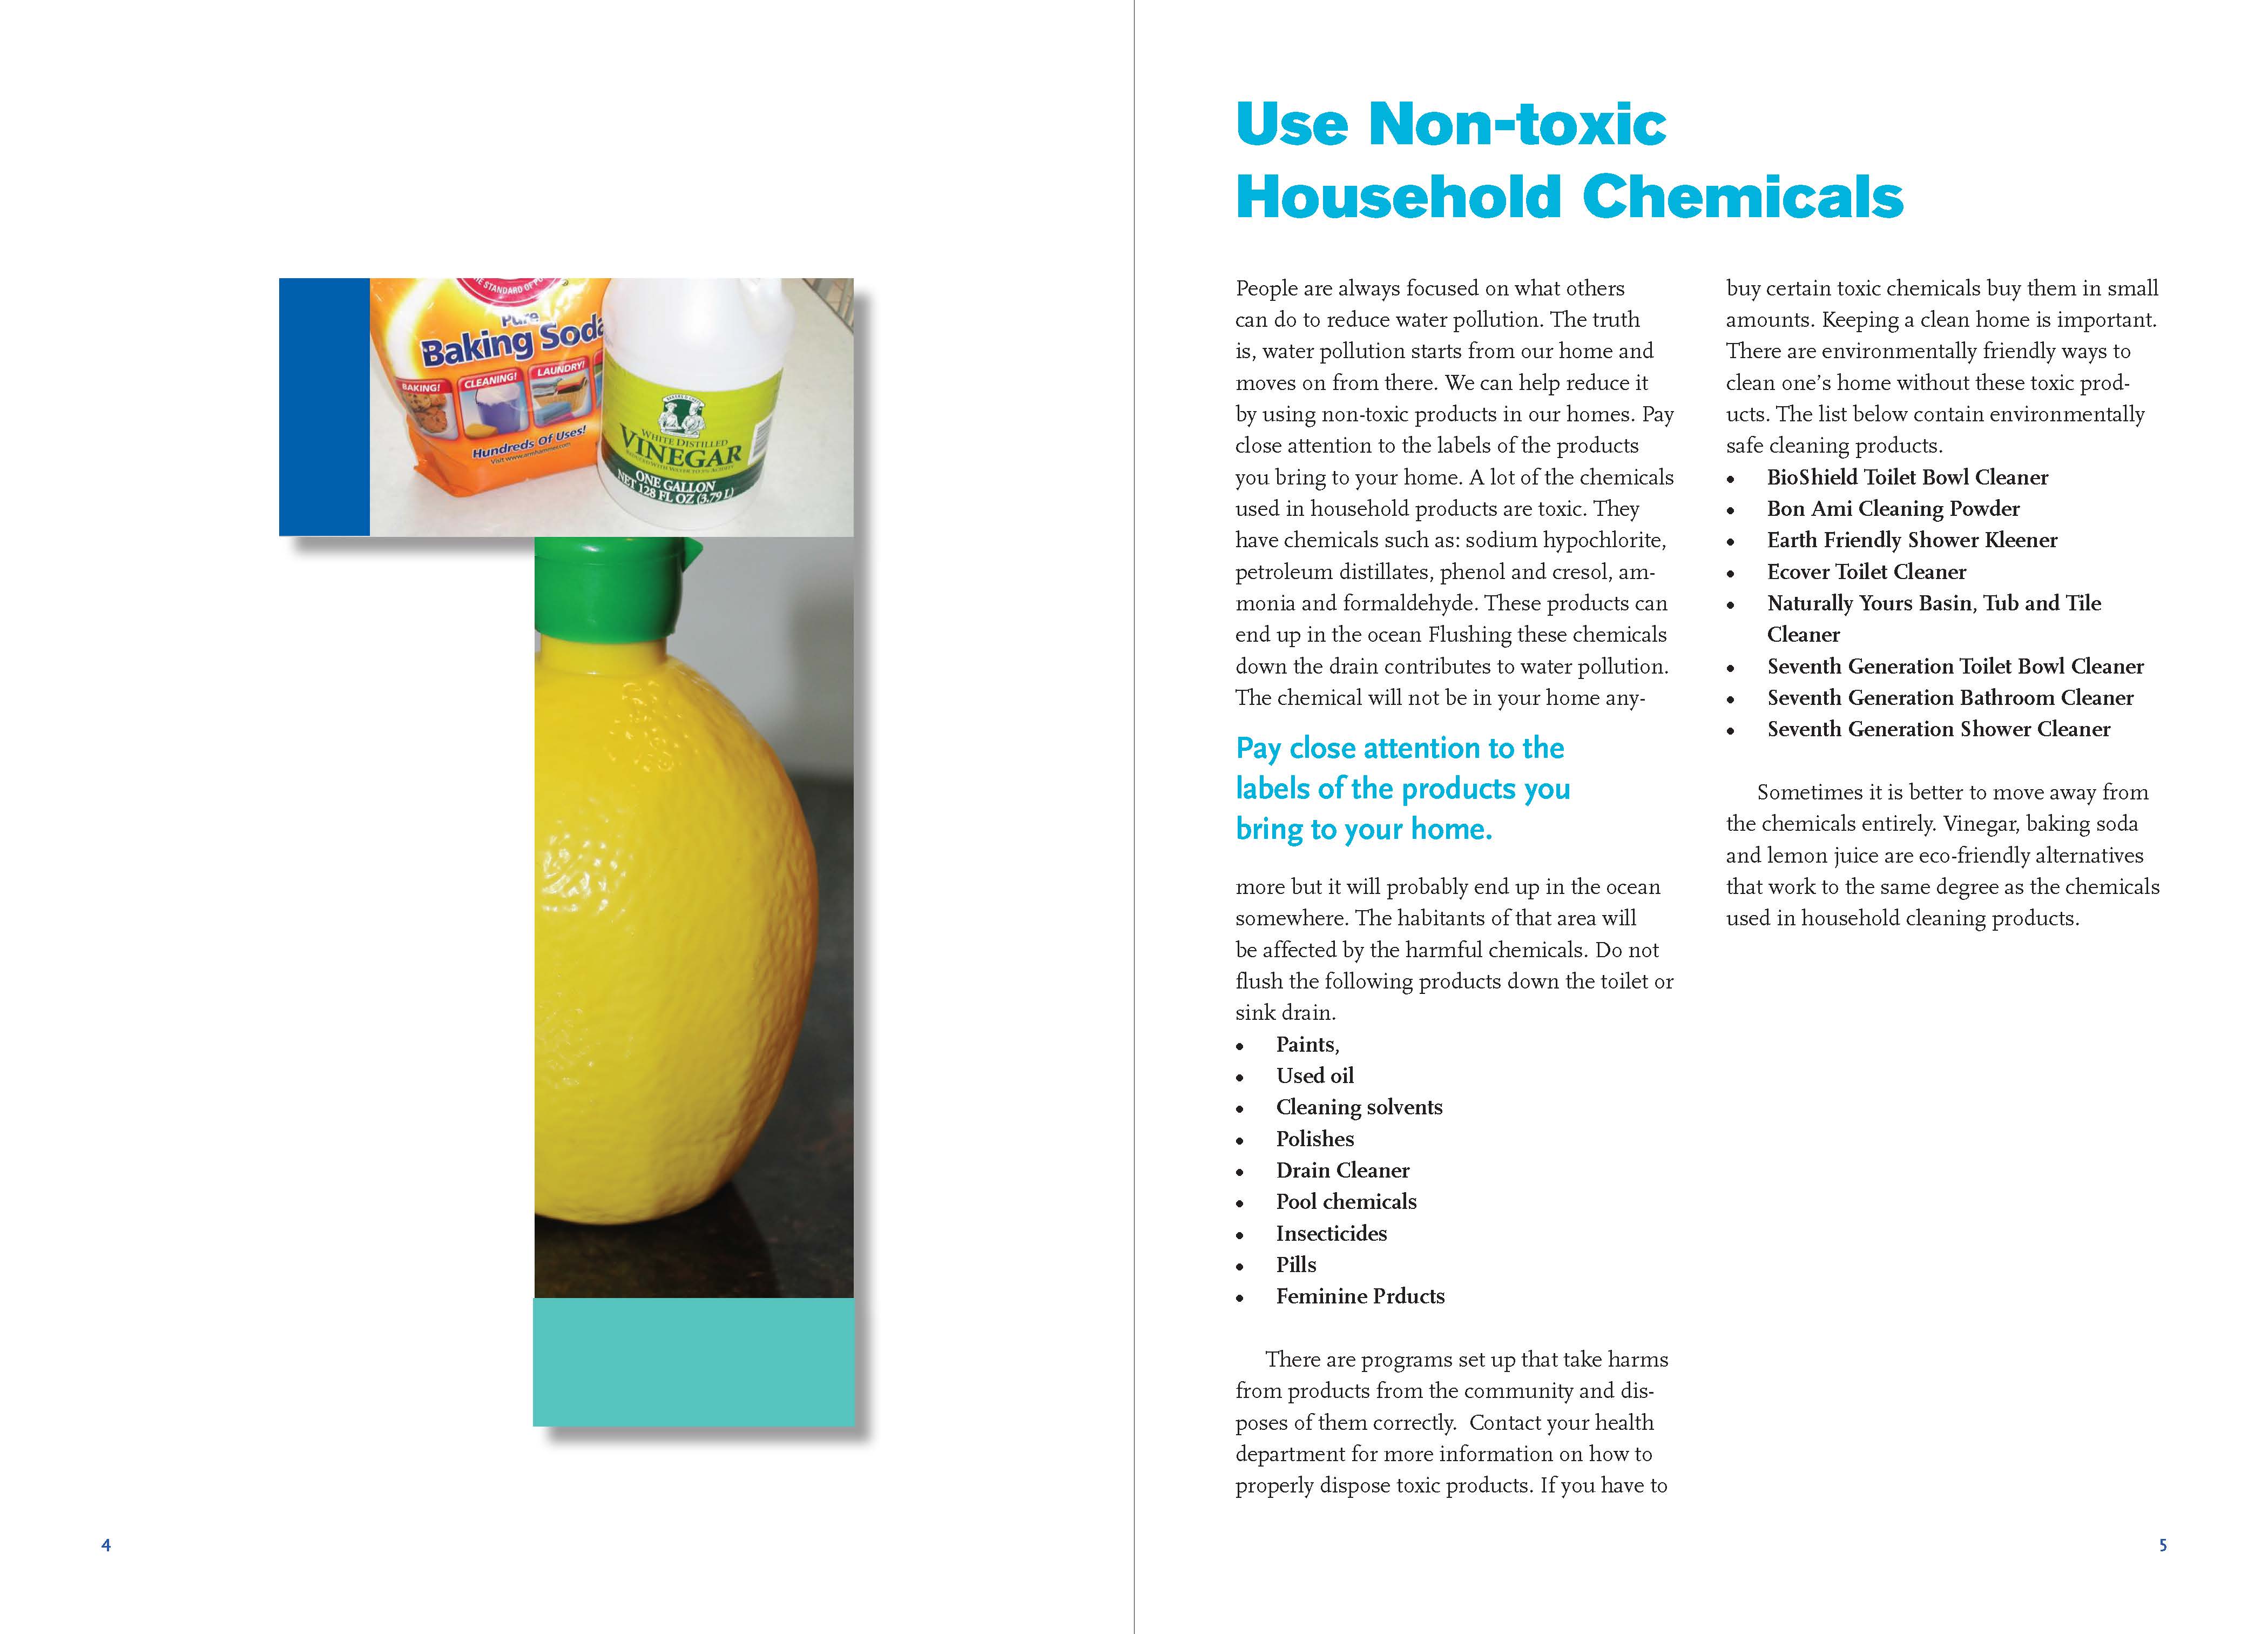 THE STANDARD OF
Pure
Baking Soda
BAKING!
CLEANING!
LAUNDRY!
Hundreds Of Uses!
WHITE DISTILLED
VINEGAR
ONE GALLON
NET 128 FL OZ (3.79 L)
4
Use Non-toxic
Household Chemicals
People are always focused on what others
can do to reduce water pollution. The truth
is, water pollution starts from our home and
moves on from there. We can help reduce it
by using non-toxic products in our homes. Pay
close attention to the labels of the products
you bring to your home. A lot of the chemicals
used in household products are toxic. They
have chemicals such as: sodium hypochlorite,
petroleum distillates, phenol and cresol, am-
monia and formaldehyde. These products can
end up in the ocean Flushing these chemicals
down the drain contributes to water pollution.
The chemical will not be in your home any-
Pay close attention to the
labels of the products you
bring to your home.
more but it will probably end up in the ocean
somewhere. The habitants of that area will
be affected by the harmful chemicals. Do not
flush the following products down the toilet or
sink drain.
• Paints,
• Used oil
• Cleaning solvents
• Polishes
• Drain Cleaner
• Pool chemicals
• Insecticides
• Pills
• Feminine Prducts
There are programs set up that take harms
from products from the community and dis-
poses of them correctly.  Contact your health
department for more information on how to
properly dispose toxic products. If you have to
buy certain toxic chemicals buy them in small
amounts. Keeping a clean home is important.
There are environmentally friendly ways to
clean one's home without these toxic prod-
ucts. The list below contain environmentally
safe cleaning products.
• BioShield Toilet Bowl Cleaner
• Bon Ami Cleaning Powder
• Earth Friendly Shower Kleener
• Ecover Toilet Cleaner
• Naturally Yours Basin, Tub and Tile
Cleaner
• Seventh Generation Toilet Bowl Cleaner
• Seventh Generation Bathroom Cleaner
• Seventh Generation Shower Cleaner
Sometimes it is better to move away from
the chemicals entirely. Vinegar, baking soda
and lemon juice are eco-friendly alternatives
that work to the same degree as the chemicals
used in household cleaning products.
5